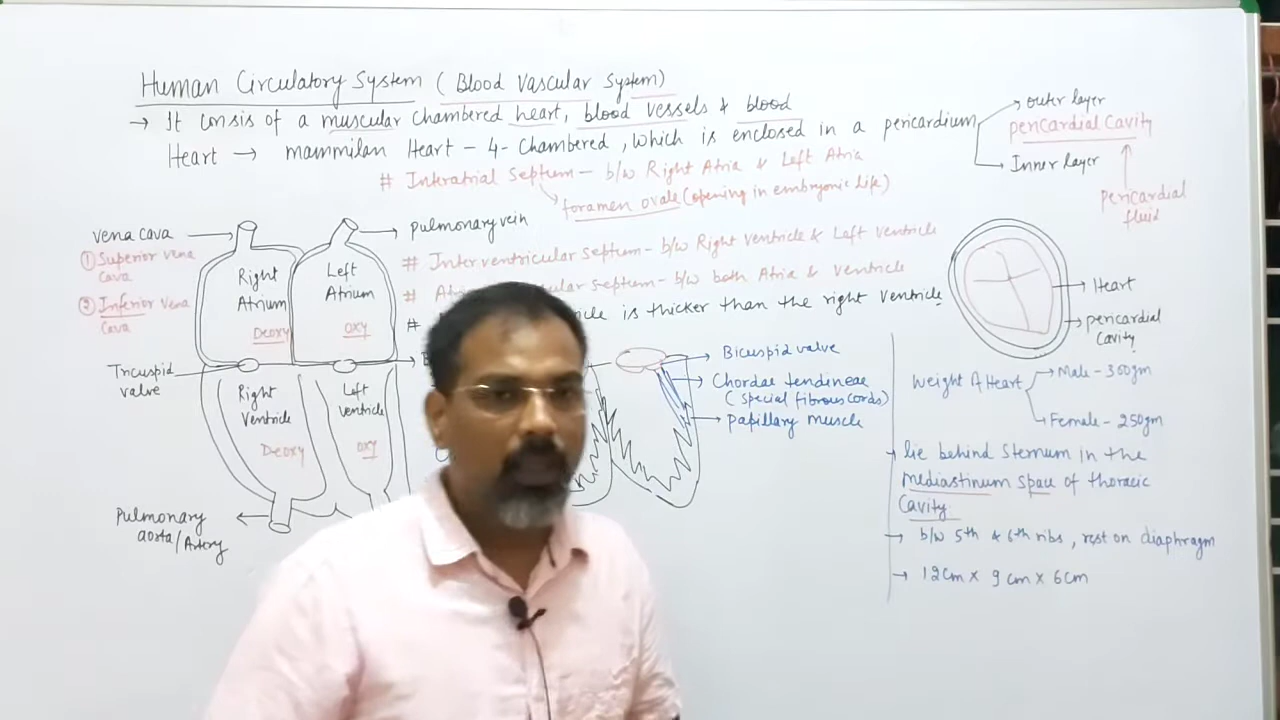 Human Circulatory System ( Blood Vascular System)
→ It consis of a muscular chambered heart, blood vessels & blood
Heart → mammilan Heart - 4- Chambered, which is enclosed in a pericardium
outer layer
pericardial cavity
Inner layer
pericardial
fluid
# Interatrial Septum - b/w Right Atria & Left Atria
foramen ovale (opening in embryonic life)
# Interventricular septum - b/w Right Ventricle & Left Ventricle
# septum - b/w both Atria & ventricle
# is thicker than the right ventricle
vena cava
① Superior vena
cava
② Inferior vena
cava
pulmonary vein
Right
Atrium
Deoxy
Left
Atrium
oxy
Tricuspid
valve
Right
Ventricle
Deoxy
Left
ventricle
oxy
Pulmonary
aorta/Artery
Bicuspid valve
Chordae tendineae
( special fibrous cords)
papillary muscle
Heart
pericardial
cavity
weight of Heart
Male - 300gm
Female - 250gm
lie behind Sternum in the
mediastinum space of thoracic
Cavity
→ b/w 5th & 6th ribs, rest on diaphragm
→ 12cm x 9cm x 6cm